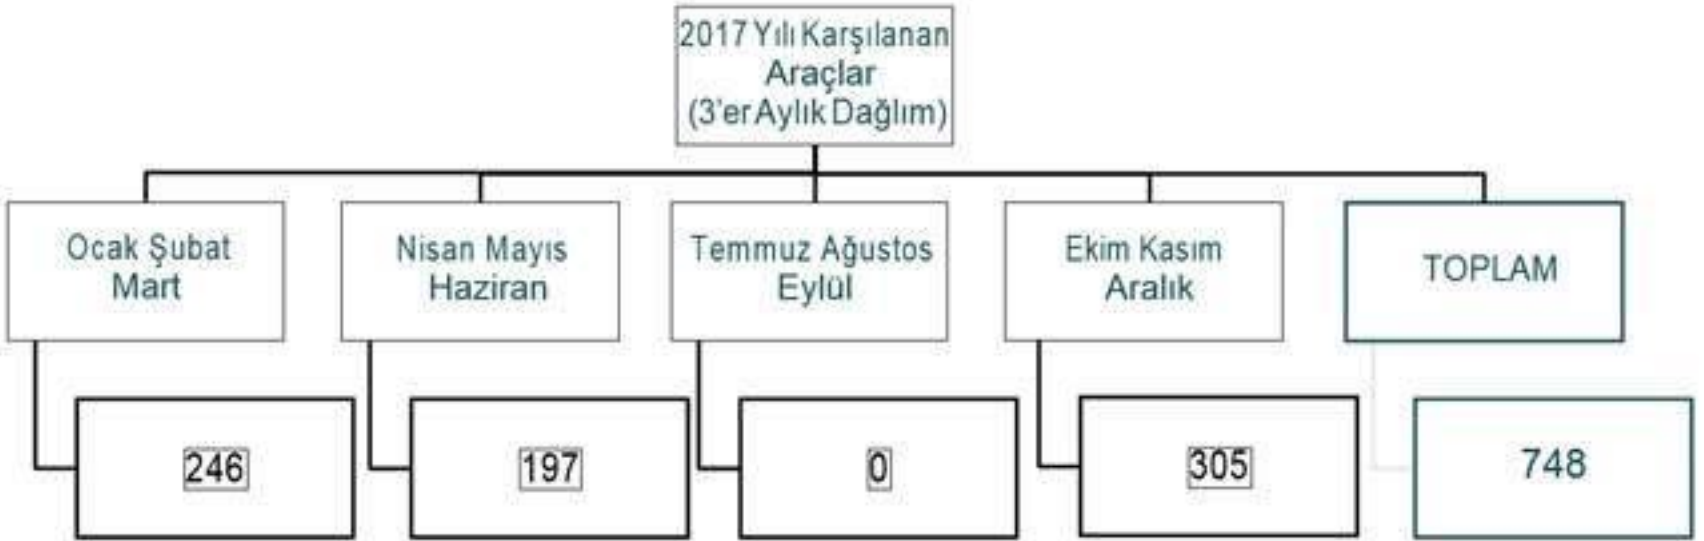 2017 Yılı Karşılanan
Araçlar
(3'er Aylık Dağlım)
Ocak Şubat
Mart
Nisan Mayıs
Haziran
Temmuz Ağustos
Eylül
Ekim Kasım
Aralık
TOPLAM
246
197
0
305
748